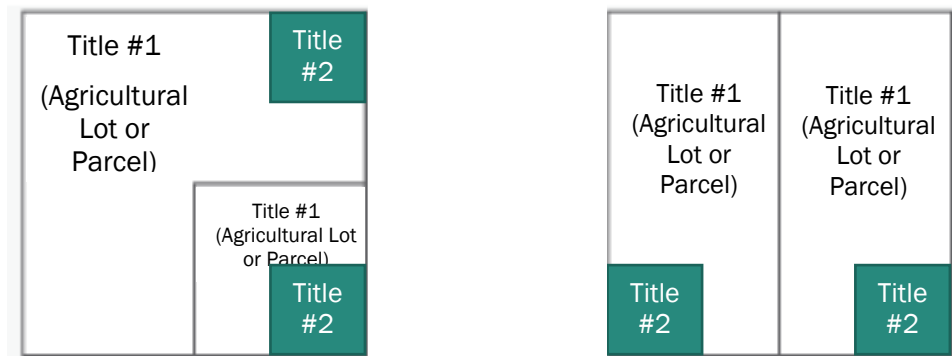 Title #1
(Agricultural
Lot or
Parcel)
Title
#2
Title #1
(Agricultural Lot
or Parcel)
Title
#2
Title #1
(Agricultural
Lot or
Parcel)
Title
#2
Title #1
(Agricultural
Lot or
Parcel)
Title
#2